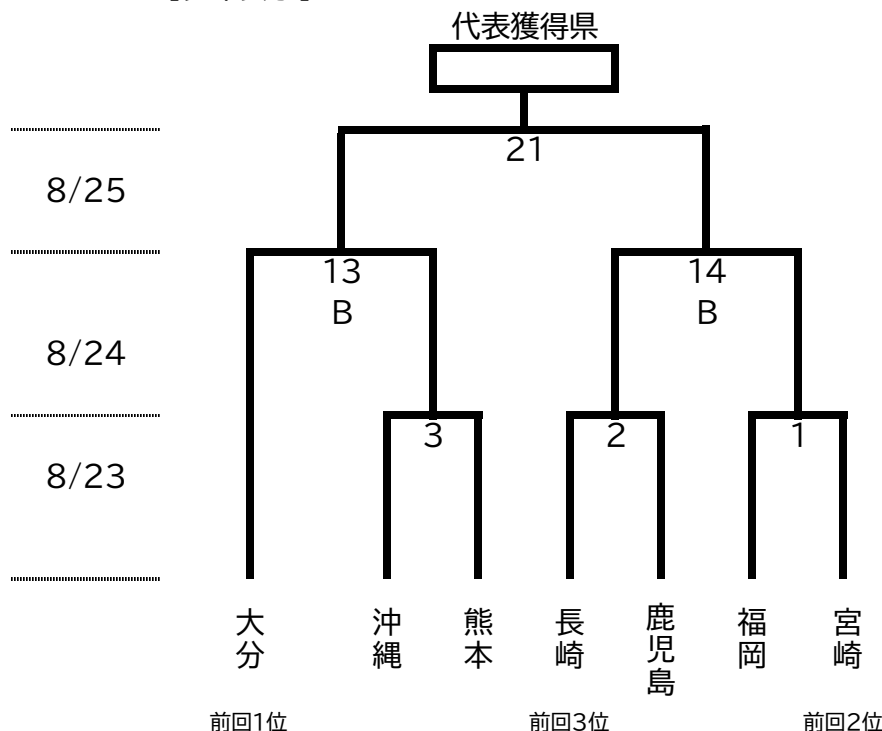 代表獲得県
21
8/25
13
14
B
B
8/24
3
2
1
8/23
大分
沖縄
熊本
長崎
鹿児島
福岡
宮崎
前回1位
前回3位
前回2位